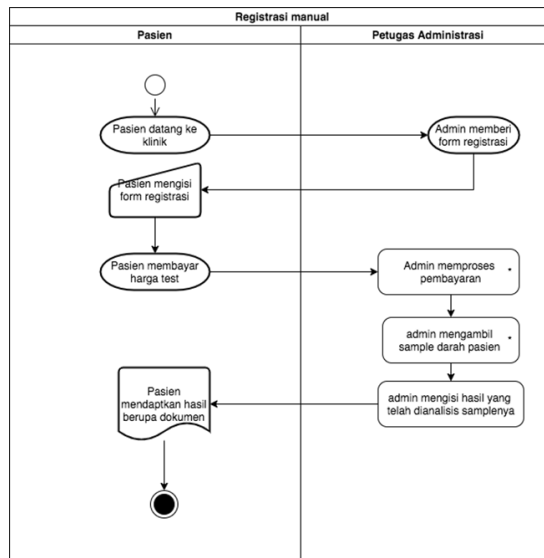 Registrasi manual
Pasien
Petugas Administrasi
Pasien datang ke
klinik
Admin memberi
form registrasi
Pasien mengisi
form registrasi
Pasien membayar
harga test
Admin memproses
pembayaran
admin mengambil
sample darah pasien
admin mengisi hasil yang
telah dianalisis samplenya
Pasien
mendaptkan hasil
berupa dokumen